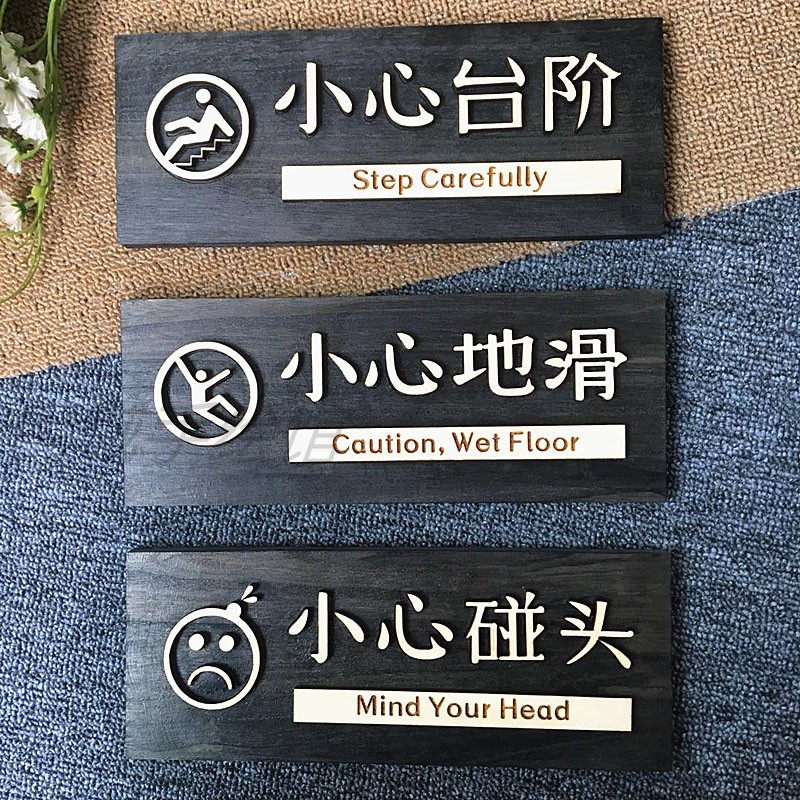 小心台阶
Step Carefully
小心地滑
Caution, Wet Floor
小心碰头
Mind Your Head